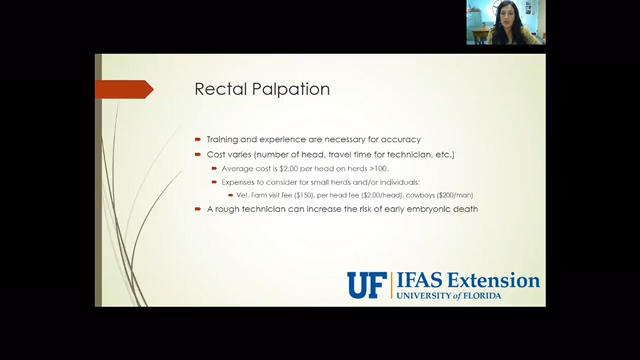 Rectal Palpation
Training and experience are necessary for accuracy
Cost varies (number of head, travel time for technician, etc.)
Average cost is $2.00 per head on herds >100.
Expenses to consider for small herds and/or individuals:
Vet. Farm visit fee ($150), per head fee ($2.00/head), cowboys ($200/man)
A rough technician can increase the risk of early embryonic death
UF IFAS Extension
UNIVERSITY of FLORIDA